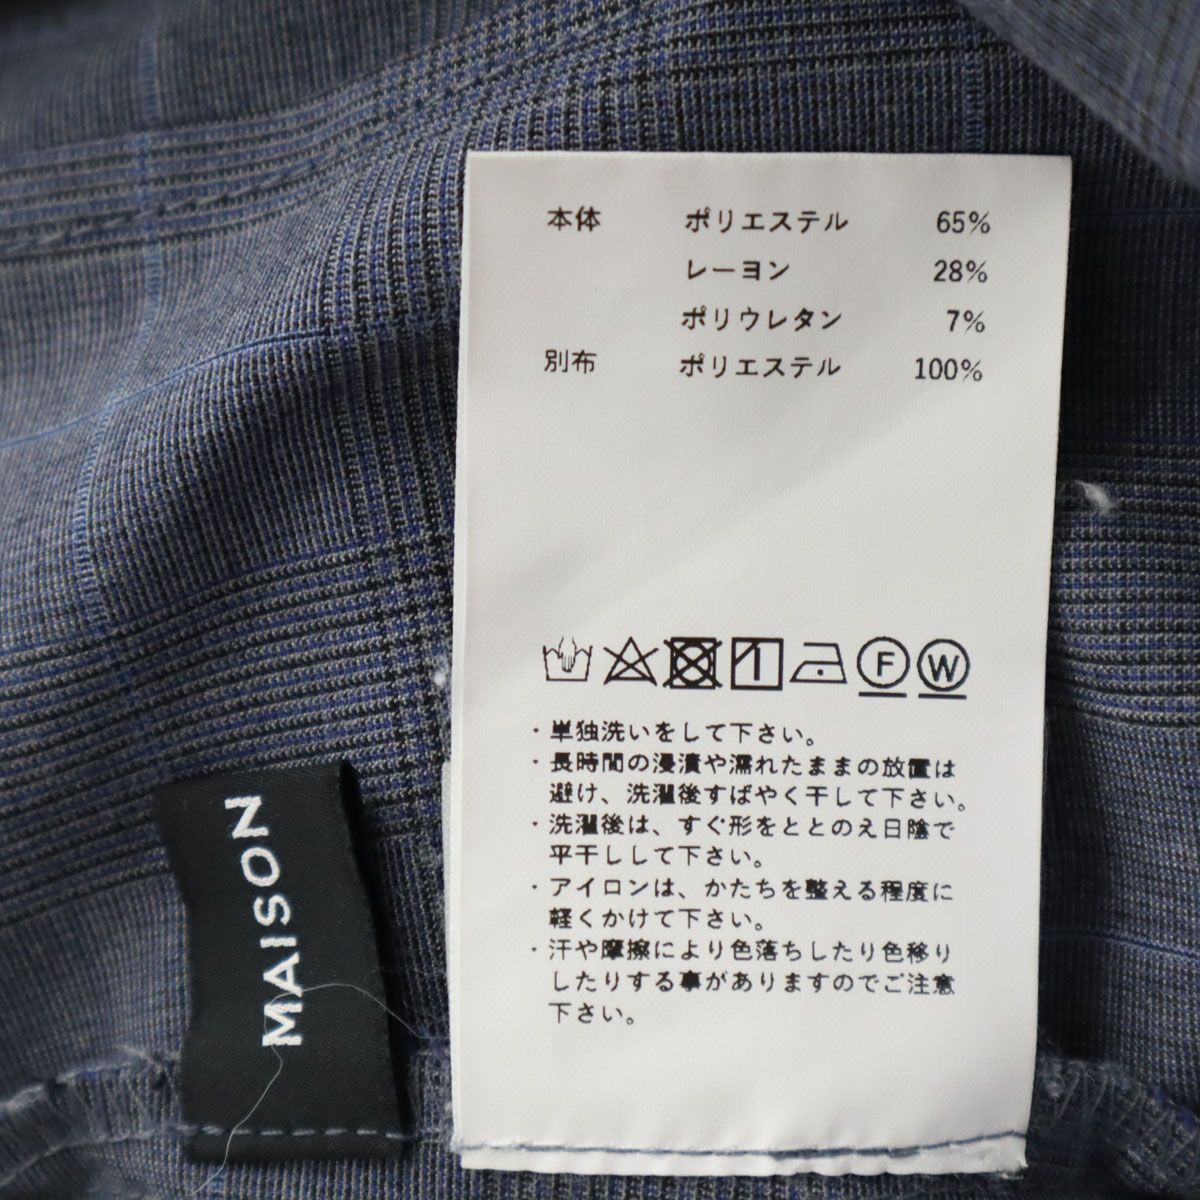 本体 ポリエステル 65%
レーヨン 28%
ポリウレタン 7%
別布 ポリエステル 100%
F W
・単独洗いをして下さい。
・長時間の浸漬や濡れたままの放置は
避け、洗濯後すばやく干して下さい。
・洗濯後は、すぐ形をととのえ日陰で
平干しして下さい。
・アイロンは、かたちを整える程度に
軽くかけて下さい。
・汗や摩擦により色落ちしたり色移り
したりする事がありますのでご注意
下さい。
MAISON